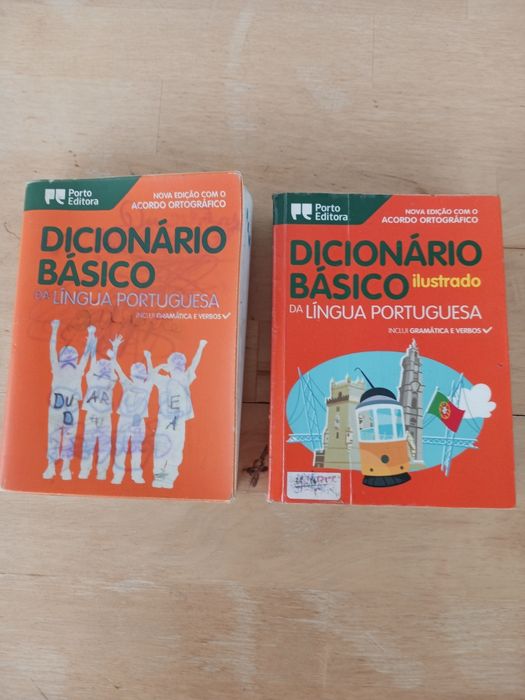 Porto
Editora
NOVA EDIÇÃO COM O
ACORDO ORTOGRÁFICO
DICIONÁRIO
BÁSICO
DA LÍNGUA PORTUGUESA
INCLUI GRAMÁTICA E VERBOS
Porto
Editora
NOVA EDIÇÃO COM O
ACORDO ORTOGRÁFICO
DICIONÁRIO
BÁSICO ilustrado
DA LÍNGUA PORTUGUESA
INCLUI GRAMÁTICA E VERBOS